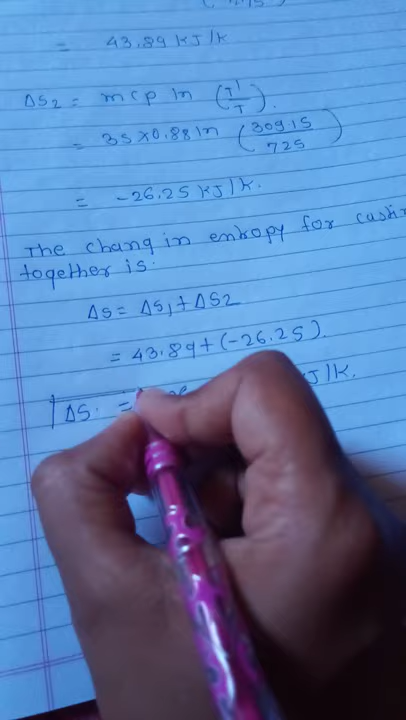 = 43.89 kJ/k
ΔS2 = mcp ln (T'/T).
= 35 × 0.88 ln (309.15/725)
= -26.25 kJ/k.
The chang in entropy for
together is.
ΔS = ΔS1 + ΔS2
= 43.89 + (-26.25).
ΔS. = kJ/k.